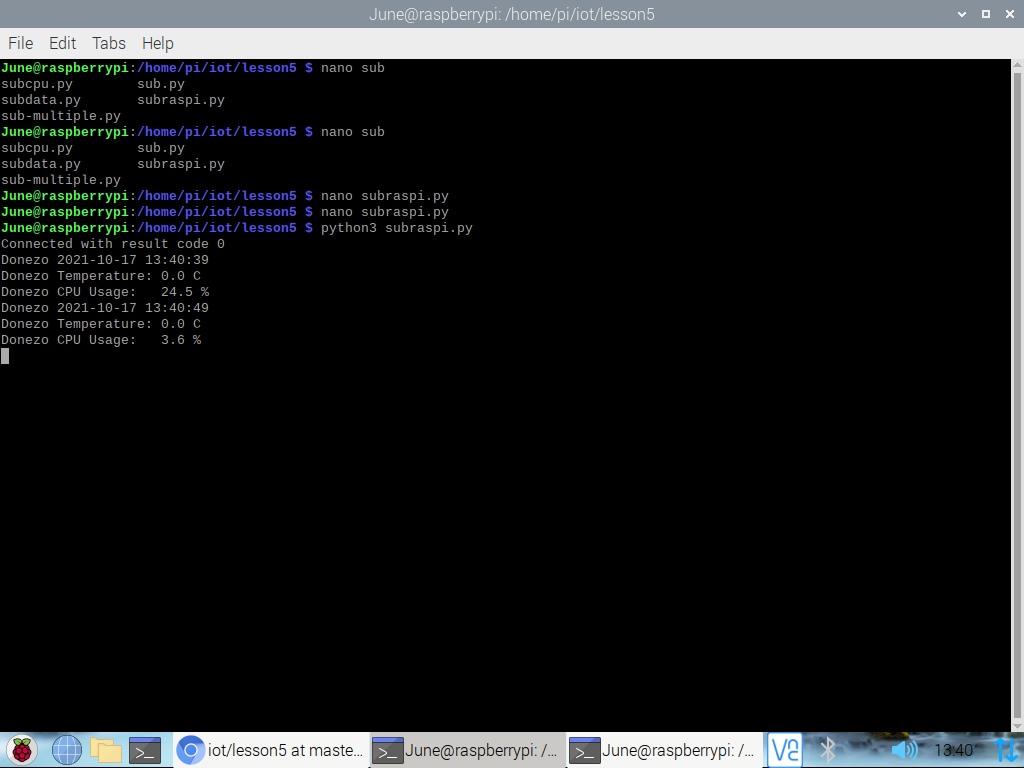 June@raspberrypi: /home/pi/iot/lesson5
File Edit Tabs Help
June@raspberrypi:/home/pi/iot/lesson5 $ nano sub
subcpu.py        sub.py
subdata.py       subraspi.py
sub-multiple.py
June@raspberrypi:/home/pi/iot/lesson5 $ nano sub
subcpu.py        sub.py
subdata.py       subraspi.py
sub-multiple.py
June@raspberrypi:/home/pi/iot/lesson5 $ nano subraspi.py
June@raspberrypi:/home/pi/iot/lesson5 $ nano subraspi.py
June@raspberrypi:/home/pi/iot/lesson5 $ python3 subraspi.py
Connected with result code 0
Donezo 2021-10-17 13:40:39
Donezo Temperature: 0.0 C
Donezo CPU Usage:   24.5 %
Donezo 2021-10-17 13:40:49
Donezo Temperature: 0.0 C
Donezo CPU Usage:   3.6 %
>_ iot/lesson5 at maste... >_ June@raspberrypi: /... >_ June@raspberrypi: /... 13:40